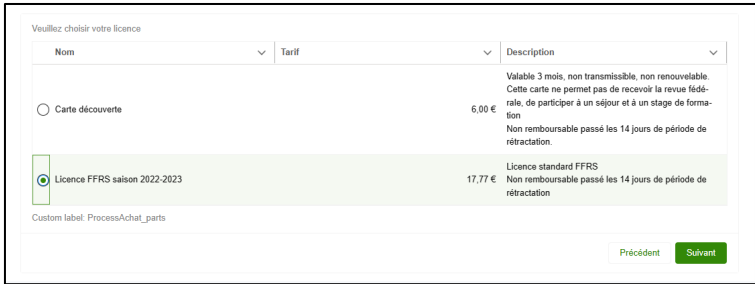 Veuillez choisir votre licence
Nom Tarif Description
Carte découverte 6,00 € Valable 3 mois, non transmissible, non renouvelable.
Cette carte ne permet pas de recevoir la revue fédé-
rale, de participer à un séjour et à un stage de forma-
tion
Non remboursable passé les 14 jours de période de
rétractation.
Licence FFRS saison 2022-2023 17,77 € Licence standard FFRS
Non remboursable passé les 14 jours de période de
rétractation
Custom label: ProcessAchat_parts
Précédent Suivant